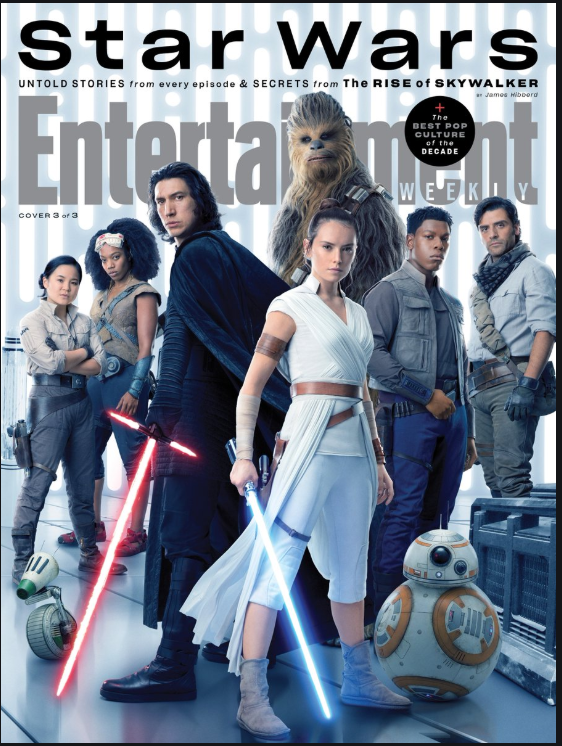 Star Wars
UNTOLD STORIES from every episode & SECRETS from The RISE of SKYWALKER
BY James Hibberd
Entertainment
WEEKLY
+
The
BEST POP
CULTURE
of the
DECADE
COVER 3 of 3